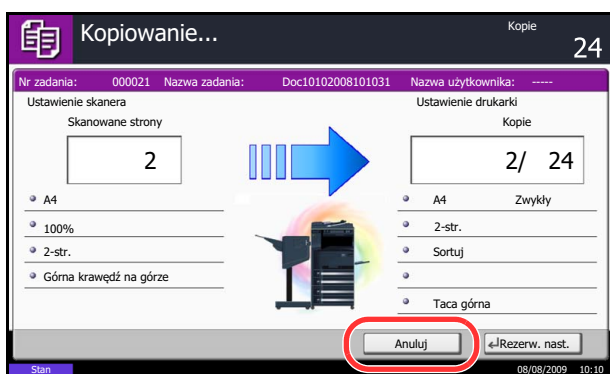 Kopiowanie...
Kopie
24
Nr zadania: 000021 Nazwa zadania: Doc10102008101031 Nazwa użytkownika: -----
Ustawienie skanera
Ustawienie drukarki
Skanowane strony
Kopie
2
2/ 24
A4
A4 Zwykły
100%
2-str.
2-str.
Sortuj
Górna krawędź na górze
Taca górna
Anuluj
Rezerw. nast.
Stan
08/08/2009 10:10